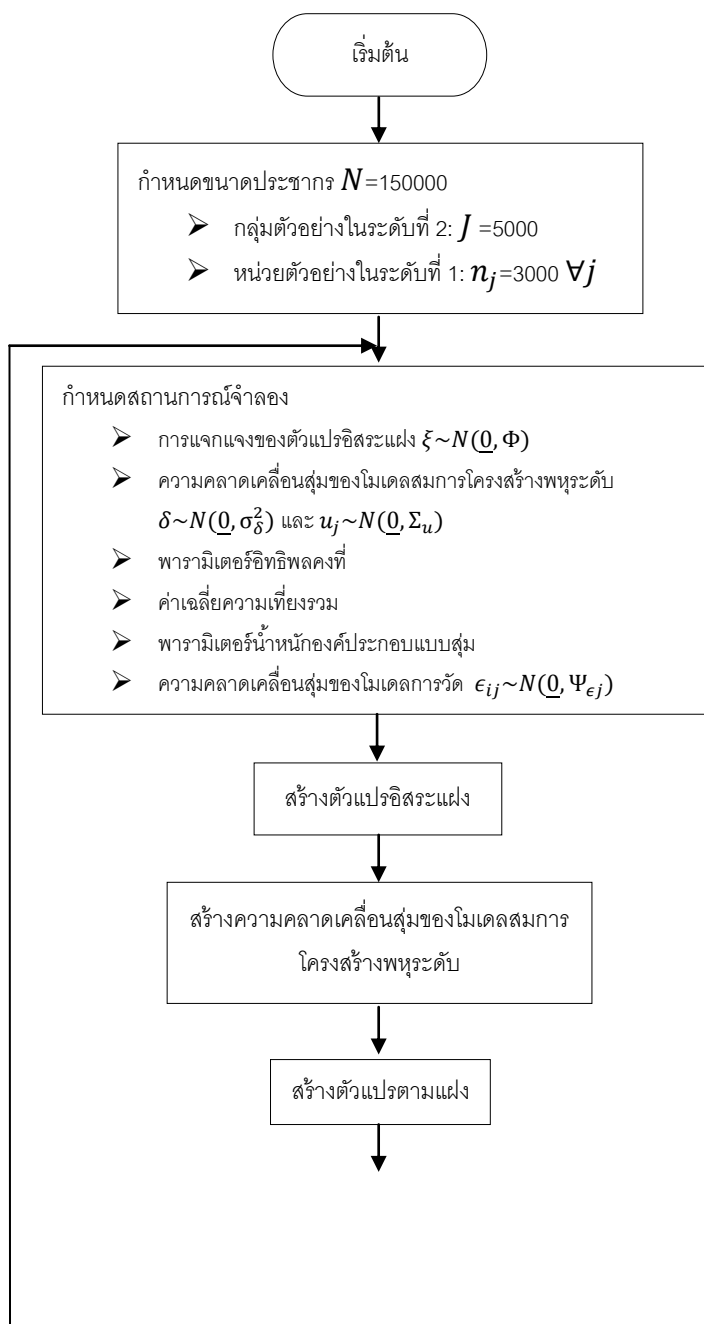 เริ่มต้น
กำหนดขนาดประชากร N=150000
➢ กลุ่มตัวอย่างในระดับที่ 2: J =5000
➢ หน่วยตัวอย่างในระดับที่ 1: n_j=3000 ∀j
กำหนดสถานการณ์จำลอง
➢ การแจกแจงของตัวแปรอิสระแฝง ξ~N(0̲, Φ)
➢ ความคลาดเคลื่อนสุ่มของโมเดลสมการโครงสร้างพหุระดับ
δ~N(0̲, σ_δ²) และ u_j~N(0̲, Σ_u)
➢ พารามิเตอร์อิทธิพลคงที่
➢ ค่าเฉลี่ยความเที่ยงรวม
➢ พารามิเตอร์น้ำหนักองค์ประกอบแบบสุ่ม
➢ ความคลาดเคลื่อนสุ่มของโมเดลการวัด ϵ_ij~N(0̲, Ψ_ϵj)
สร้างตัวแปรอิสระแฝง
สร้างความคลาดเคลื่อนสุ่มของโมเดลสมการ
โครงสร้างพหุระดับ
สร้างตัวแปรตามแฝง